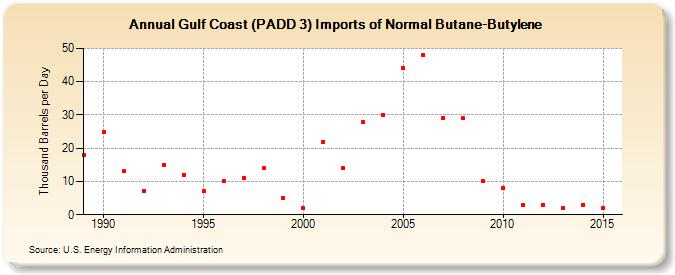 Annual Gulf Coast (PADD 3) Imports of Normal Butane-Butylene
Thousand Barrels per Day
50
40
30
20
10
0
1990 1995 2000 2005 2010 2015
Source: U.S. Energy Information Administration